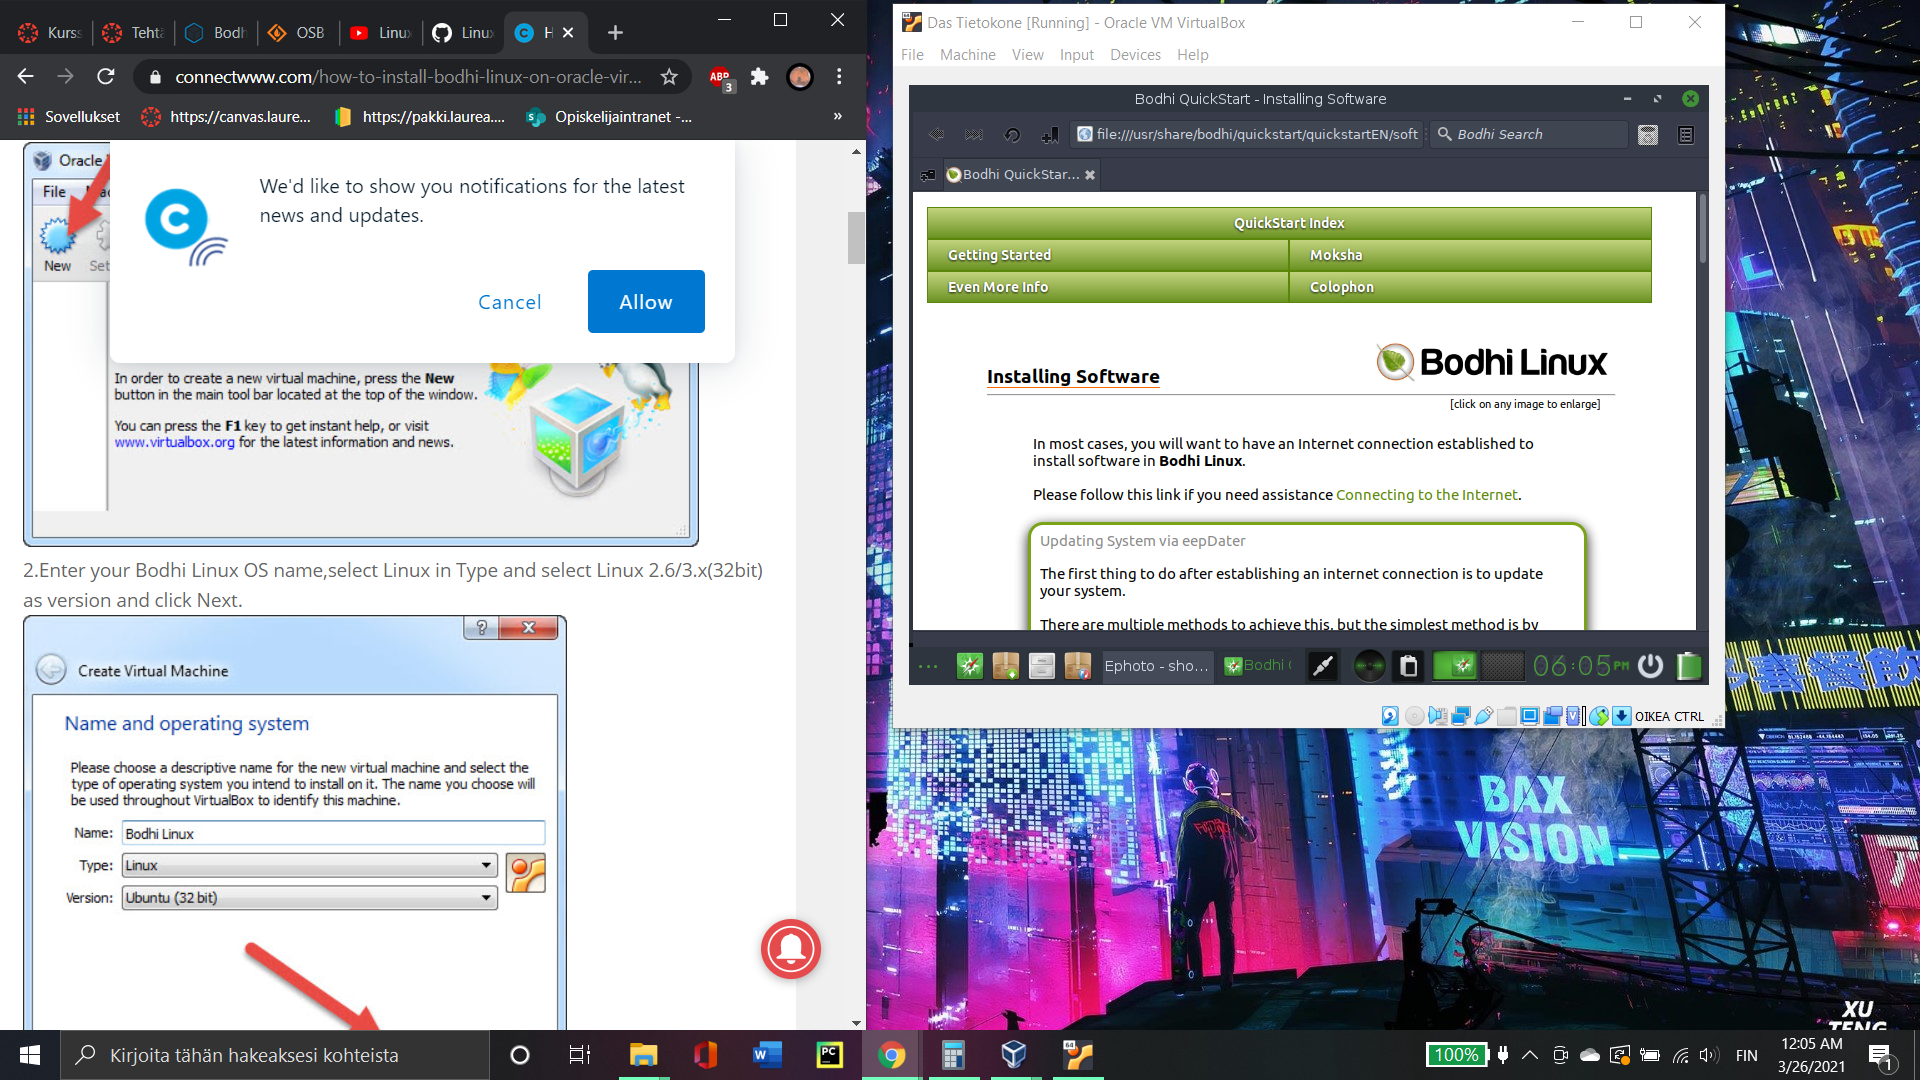 Kurss
Tehtä
Bodh
OSB
Linux
Linux
H
connectwww.com/how-to-install-bodhi-linux-on-oracle-vir...
ABP
3
Sovellukset
https://canvas.laure...
https://pakki.laurea....
Opiskelijaintranet -...
»
Oracle
File
New
Set
We'd like to show you notifications for the latest
news and updates.
Cancel
Allow
In order to create a new virtual machine, press the New
button in the main tool bar located at the top of the window.
You can press the F1 key to get instant help, or visit
www.virtualbox.org for the latest information and news.
2.Enter your Bodhi Linux OS name,select Linux in Type and select Linux 2.6/3.x(32bit)
as version and click Next.
Create Virtual Machine
Name and operating system
Please choose a descriptive name for the new virtual machine and select the
type of operating system you intend to install on it. The name you choose will
be used throughout VirtualBox to identify this machine.
Name: Bodhi Linux
Type: Linux
Version: Ubuntu (32 bit)
Das Tietokone [Running] - Oracle VM VirtualBox
File Machine View Input Devices Help
Bodhi QuickStart - Installing Software
file:///usr/share/bodhi/quickstart/quickstartEN/soft
Bodhi Search
Bodhi QuickStar...
QuickStart Index
Getting Started
Moksha
Even More Info
Colophon
Bodhi Linux
Installing Software
[click on any image to enlarge]
In most cases, you will want to have an Internet connection established to
install software in Bodhi Linux.
Please follow this link if you need assistance Connecting to the Internet.
Updating System via eepDater
The first thing to do after establishing an internet connection is to update
your system.
There are multiple methods to achieve this, but the simplest method is by
Ephoto - sho...
Bodhi
06:05PM
OIKEA CTRL
BAX
VISION
XU
TENG
Kirjoita tähän hakeaksesi kohteista
PC
64
100%
FIN
12:05 AM
3/26/2021
1